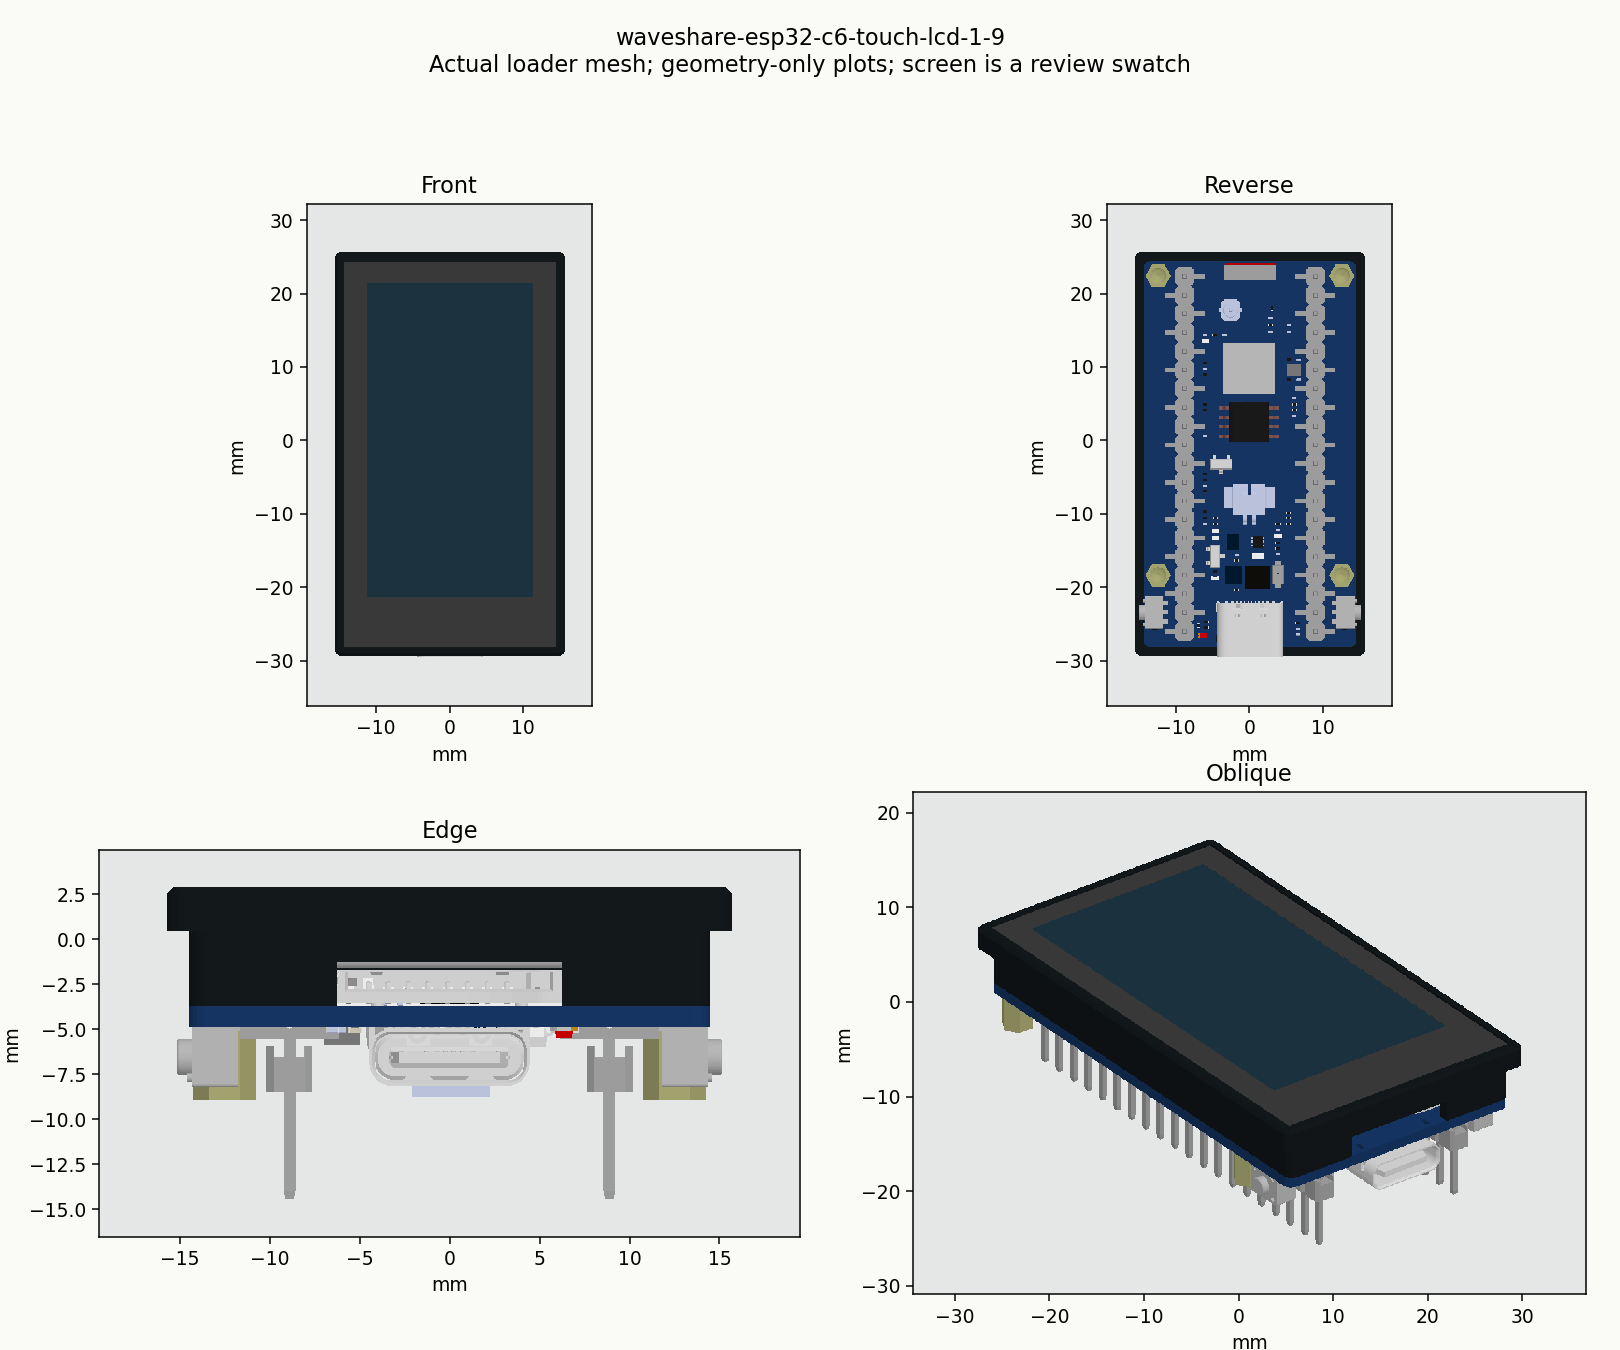 waveshare-esp32-c6-touch-lcd-1-9
Actual loader mesh; geometry-only plots; screen is a review swatch
Front
30
20
10
0
−10
−20
−30
mm
−10 0 10
mm
Reverse
30
20
10
0
−10
−20
−30
mm
−10 0 10
mm
Edge
2.5
0.0
−2.5
−5.0
−7.5
−10.0
−12.5
−15.0
mm
−15 −10 −5 0 5 10 15
mm
Oblique
20
10
0
−10
−20
−30
mm
−30 −20 −10 0 10 20 30
mm